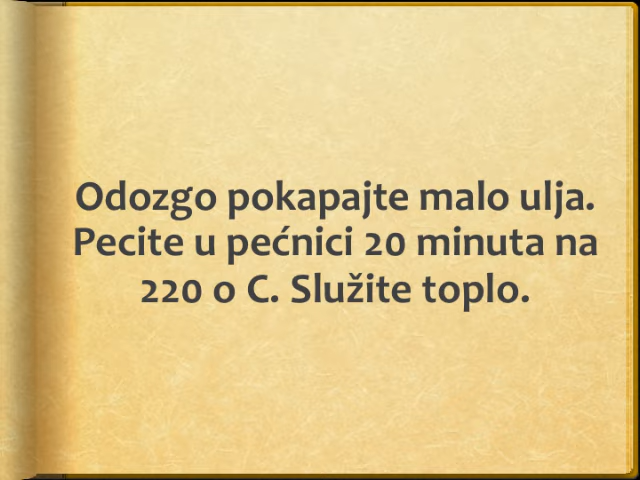 Odozgo pokapajte malo ulja.
Pecite u pećnici 20 minuta na
220 o C. Služite toplo.